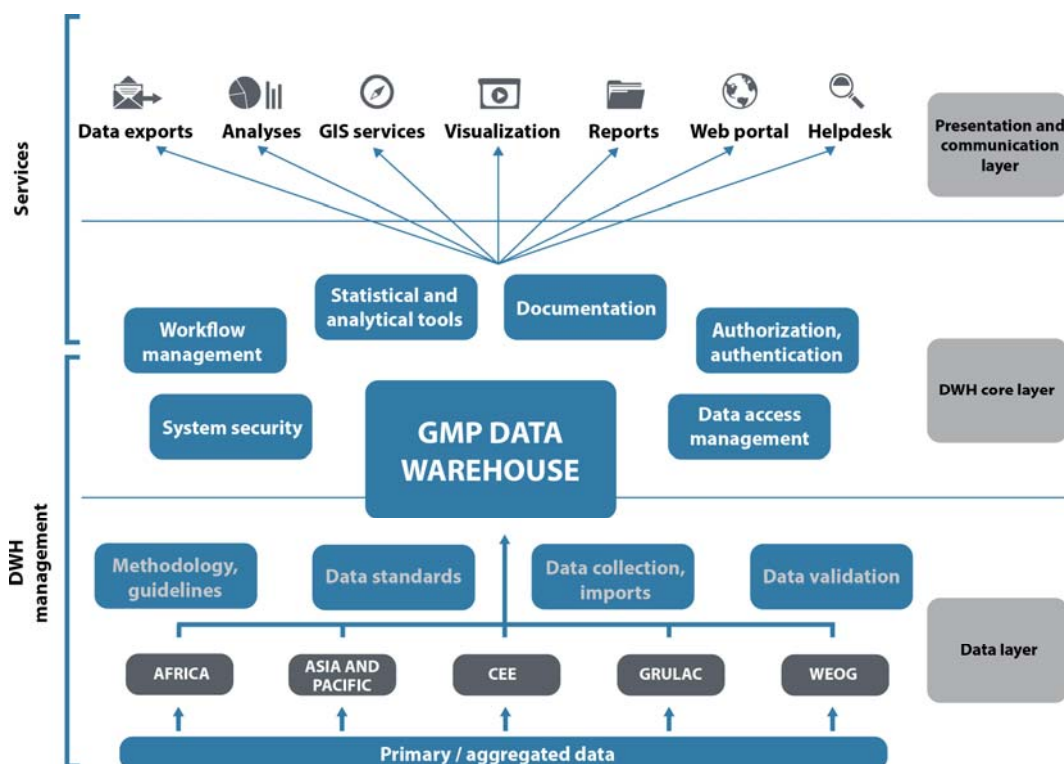 Services
Data exports
Analyses
GIS services
Visualization
Reports
Web portal
Helpdesk
Presentation and
communication
layer
Workflow
management
Statistical and
analytical tools
Documentation
Authorization,
authentication
System security
GMP DATA
WAREHOUSE
Data access
management
DWH core layer
DWH
management
Methodology,
guidelines
Data standards
Data collection,
imports
Data validation
AFRICA
ASIA AND
PACIFIC
CEE
GRULAC
WEOG
Data layer
Primary / aggregated data